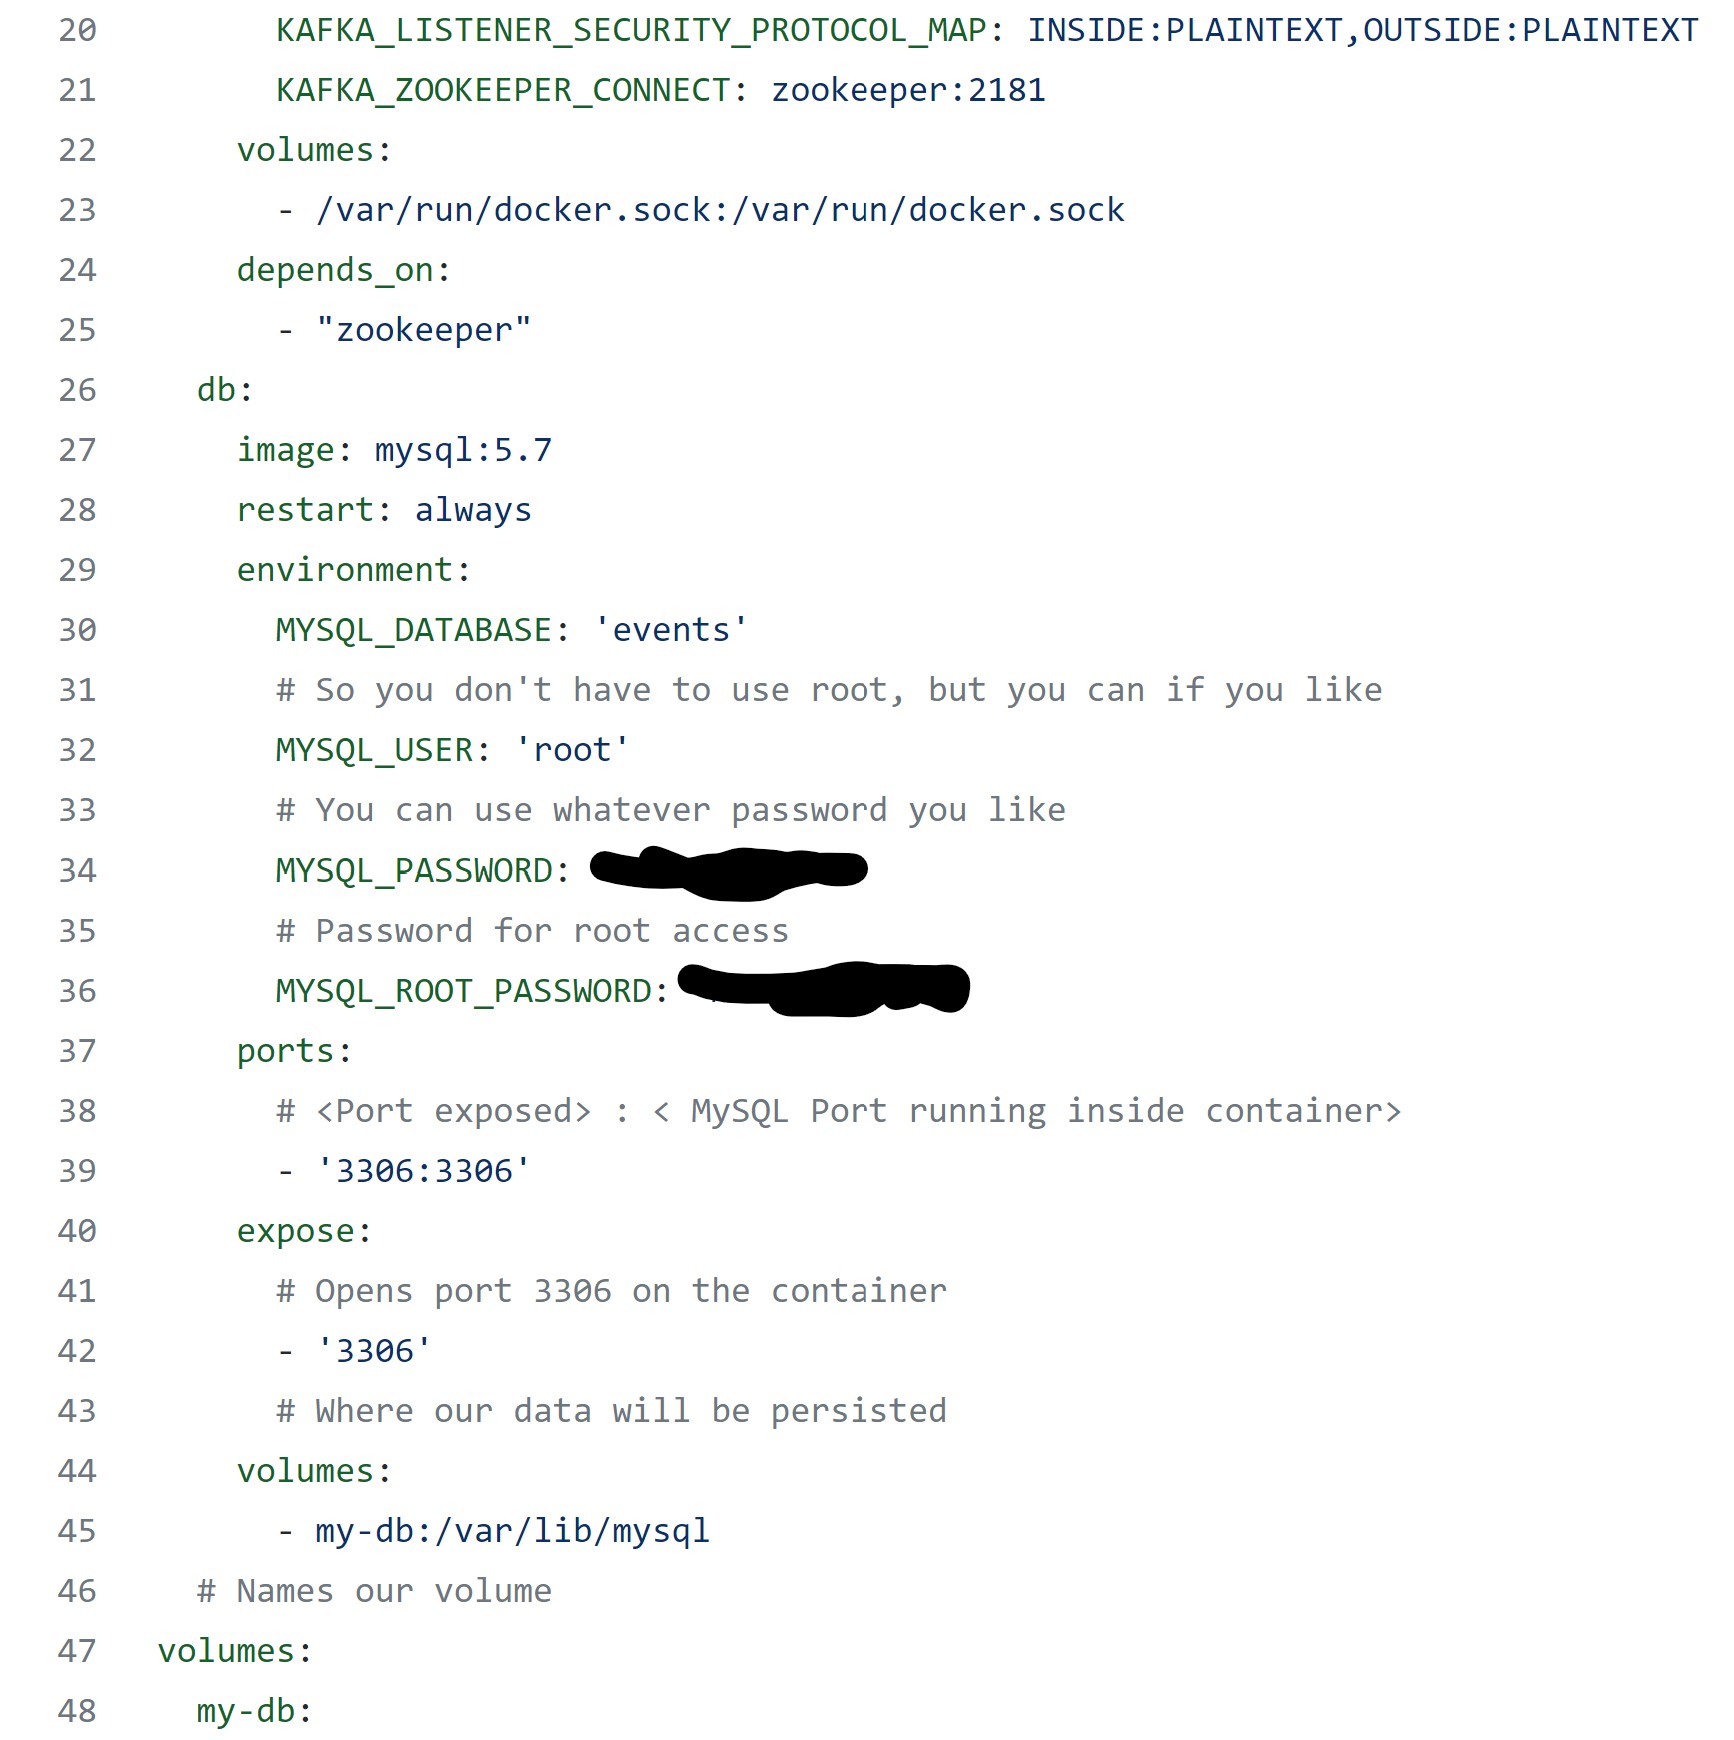 20 KAFKA_LISTENER_SECURITY_PROTOCOL_MAP: INSIDE:PLAINTEXT,OUTSIDE:PLAINTEXT
21 KAFKA_ZOOKEEPER_CONNECT: zookeeper:2181
22 volumes:
23 - /var/run/docker.sock:/var/run/docker.sock
24 depends_on:
25 - "zookeeper"
26 db:
27 image: mysql:5.7
28 restart: always
29 environment:
30 MYSQL_DATABASE: 'events'
31 # So you don't have to use root, but you can if you like
32 MYSQL_USER: 'root'
33 # You can use whatever password you like
34 MYSQL_PASSWORD:
35 # Password for root access
36 MYSQL_ROOT_PASSWORD:
37 ports:
38 # <Port exposed> : < MySQL Port running inside container>
39 - '3306:3306'
40 expose:
41 # Opens port 3306 on the container
42 - '3306'
43 # Where our data will be persisted
44 volumes:
45 - my-db:/var/lib/mysql
46 # Names our volume
47 volumes:
48 my-db: